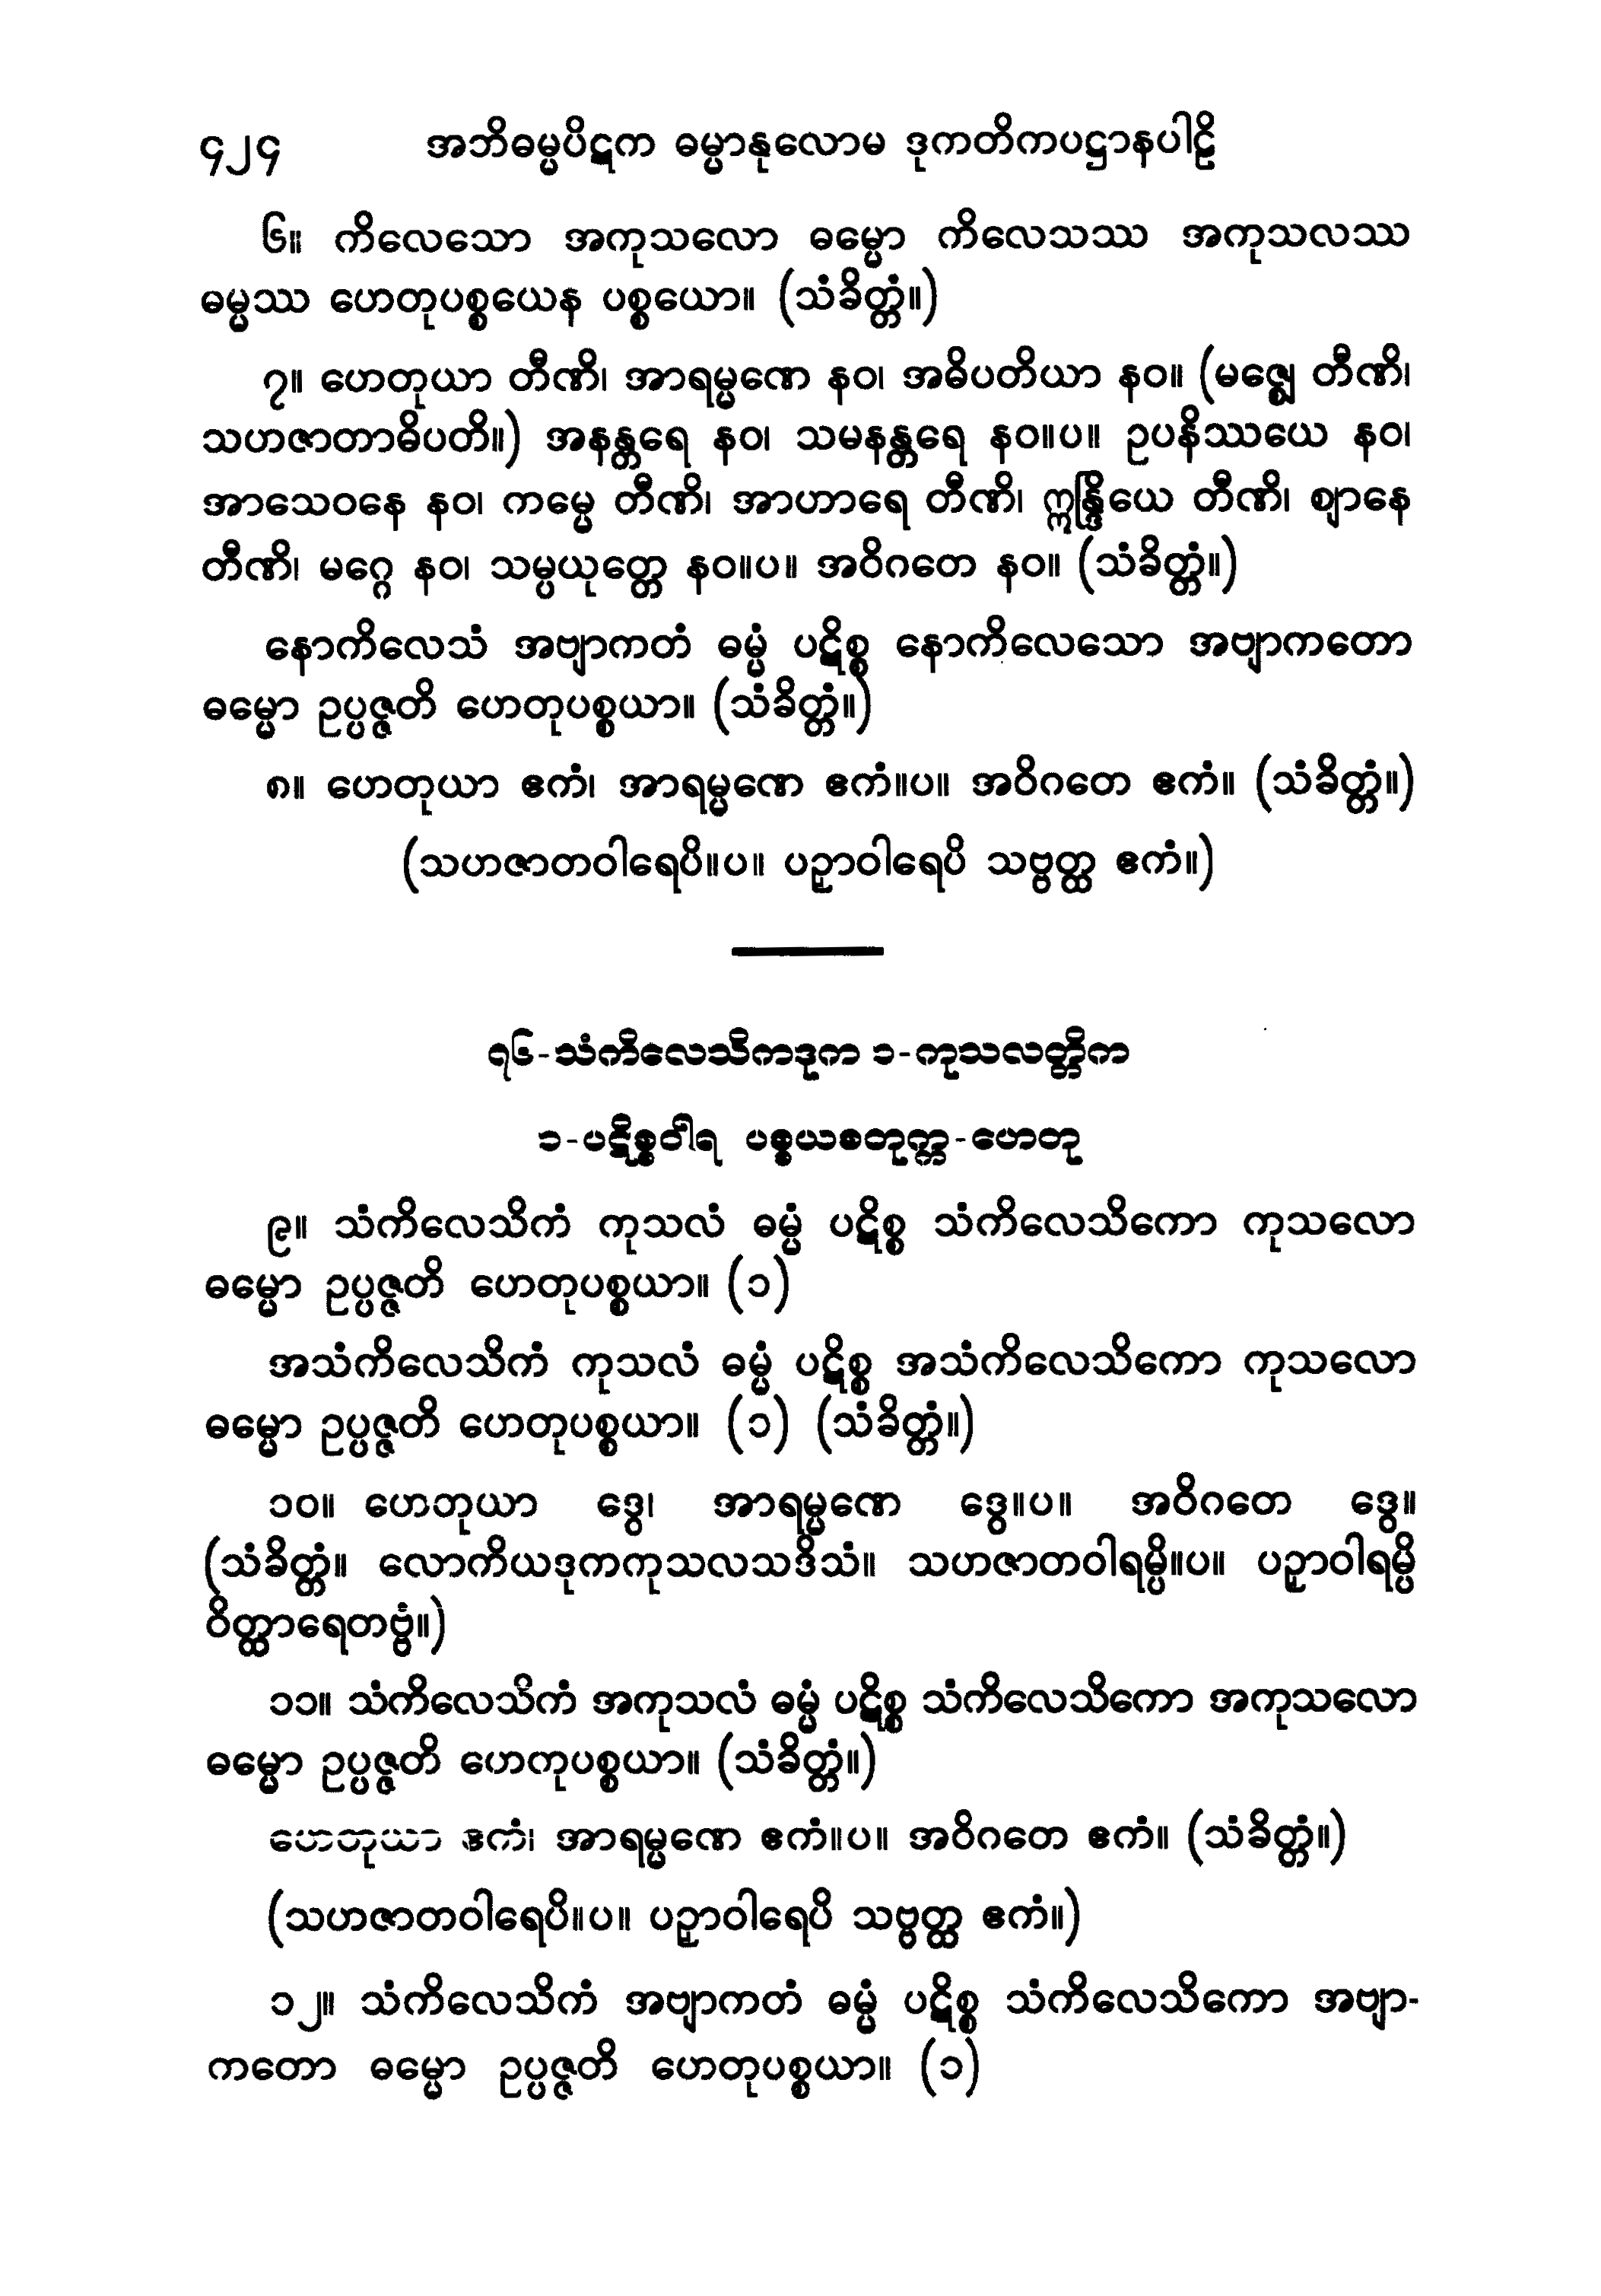 ၄၂၄ အဘိဓမ္မပိဋက ဓမ္မာနုလောမ ဒုကတိကပဋ္ဌာနပါဠိ
၆။ ကိလေသော အကုသလော ဓမ္မော ကိလေသဿ အကုသလဿ
ဓမ္မဿ ဟေတုပစ္စယေန ပစ္စယော။ (သံခိတ္တံ။)
၇။ ဟေတုယာ တီဏိ၊ အာရမ္မဏေ နဝ၊ အဓိပတိယာ နဝ။ (မဇ္ဈေ တီဏိ၊
သဟဇာတာဓိပတိ။) အနန္တရေ နဝ၊ သမနန္တရေ နဝ။ပ။ ဥပနိဿယေ နဝ၊
အာသေဝနေ နဝ၊ ကမ္မေ တီဏိ၊ အာဟာရေ တီဏိ၊ ဣန္ဒြိယေ တီဏိ၊ ဈာနေ
တီဏိ၊ မဂ္ဂေ နဝ၊ သမ္ပယုတ္တေ နဝ။ပ။ အဝိဂတေ နဝ။ (သံခိတ္တံ။)
နောကိလေသံ အဗျာကတံ ဓမ္မံ ပဋိစ္စ နောကိလေသော အဗျာကတော
ဓမ္မော ဥပ္ပဇ္ဇတိ ဟေတုပစ္စယာ။ (သံခိတ္တံ။)
၈။ ဟေတုယာ ဧကံ၊ အာရမ္မဏေ ဧကံ။ပ။ အဝိဂတေ ဧကံ။ (သံခိတ္တံ။)
(သဟဇာတဝါရေပိ။ပ။ ပဉှာဝါရေပိ သဗ္ဗတ္ထ ဧကံ။)
၇၆-သံကိလေသိကဒုက ၁-ကုသလတ္တိက
၁-ပဋိစ္စဝါရ ပစ္စယစတုက္က-ဟေတု
၉။ သံကိလေသိကံ ကုသလံ ဓမ္မံ ပဋိစ္စ သံကိလေသိကော ကုသလော
ဓမ္မော ဥပ္ပဇ္ဇတိ ဟေတုပစ္စယာ။ (၁)
အသံကိလေသိကံ ကုသလံ ဓမ္မံ ပဋိစ္စ အသံကိလေသိကော ကုသလော
ဓမ္မော ဥပ္ပဇ္ဇတိ ဟေတုပစ္စယာ။ (၁) (သံခိတ္တံ။)
၁၀။ ဟေတုယာ ဒွေ၊ အာရမ္မဏေ ဒွေ။ပ။ အဝိဂတေ ဒွေ။
(သံခိတ္တံ။ လောကိယဒုကကုသလသဒိသံ။ သဟဇာတဝါရမ္ပိ။ပ။ ပဉှာဝါရမ္ပိ
ဝိတ္ထာရေတဗ္ဗံ။)
၁၁။ သံကိလေသိကံ အကုသလံ ဓမ္မံ ပဋိစ္စ သံကိလေသိကော အကုသလော
ဓမ္မော ဥပ္ပဇ္ဇတိ ဟေကုပစ္စယာ။ (သံခိတ္တံ။)
ဟေတုယာ ဧကံ၊ အာရမ္မဏေ ဧကံ။ပ။ အဝိဂတေ ဧကံ။ (သံခိတ္တံ။)
(သဟဇာတဝါရေပိ။ပ။ ပဉှာဝါရေပိ သဗ္ဗတ္ထ ဧကံ။)
၁၂။ သံကိလေသိကံ အဗျာကတံ ဓမ္မံ ပဋိစ္စ သံကိလေသိကော အဗျာ-
ကတော ဓမ္မော ဥပ္ပဇ္ဇတိ ဟေတုပစ္စယာ။ (၁)